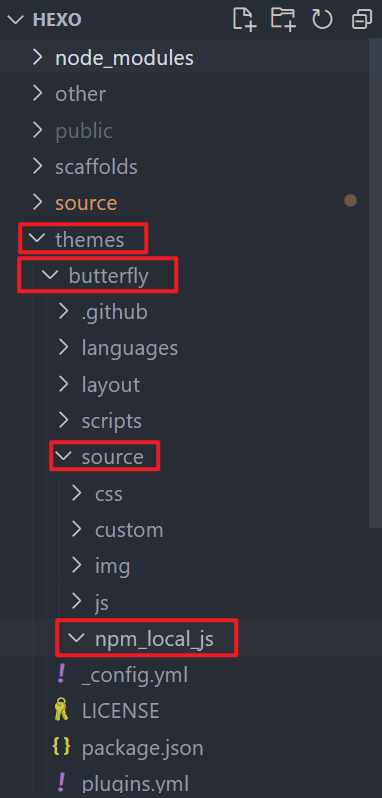 HEXO
node_modules
other
public
scaffolds
source
themes
butterfly
.github
languages
layout
scripts
source
css
custom
img
js
npm_local_js
! _config.yml
LICENSE
{} package.json
! plugins.yml